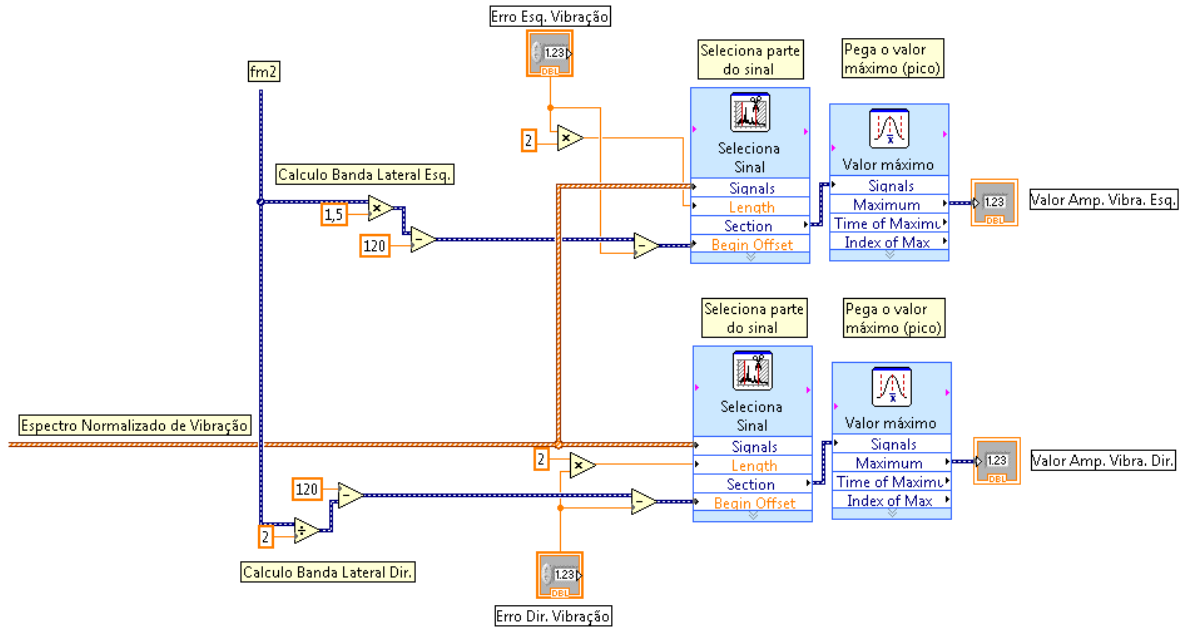 Erro Esq. Vibração
1.23
DBL
fm2
Seleciona parte
do sinal
Pega o valor
máximo (pico)
2
×
Calculo Banda Lateral Esq.
1,5
×
120
−
−
Seleciona
Sinal
Signals
Length
Section
Begin Offset
Valor máximo
Signals
Maximum
Time of Maximu
Index of Max
1.23
DBL
Valor Amp. Vibra. Esq.
Seleciona parte
do sinal
Pega o valor
máximo (pico)
Espectro Normalizado de Vibração
2
×
120
−
−
2
÷
Calculo Banda Lateral Dir.
Seleciona
Sinal
Signals
Length
Section
Begin Offset
Valor máximo
Signals
Maximum
Time of Maximu
Index of Max
1.23
DBL
Valor Amp. Vibra. Dir.
1.23
DBL
Erro Dir. Vibração